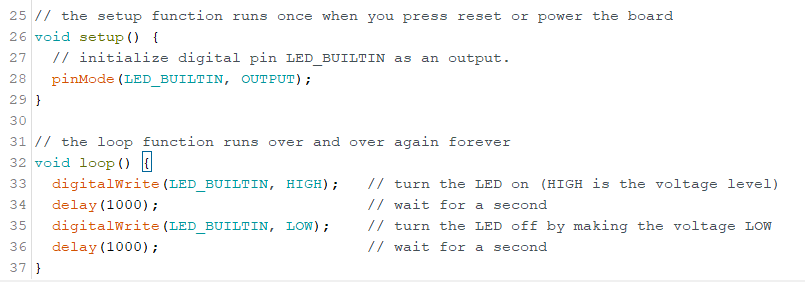 25 // the setup function runs once when you press reset or power the board
26 void setup() {
27   // initialize digital pin LED_BUILTIN as an output.
28   pinMode(LED_BUILTIN, OUTPUT);
29 }
30
31 // the loop function runs over and over again forever
32 void loop() {
33   digitalWrite(LED_BUILTIN, HIGH);   // turn the LED on (HIGH is the voltage level)
34   delay(1000);                       // wait for a second
35   digitalWrite(LED_BUILTIN, LOW);    // turn the LED off by making the voltage LOW
36   delay(1000);                       // wait for a second
37 }